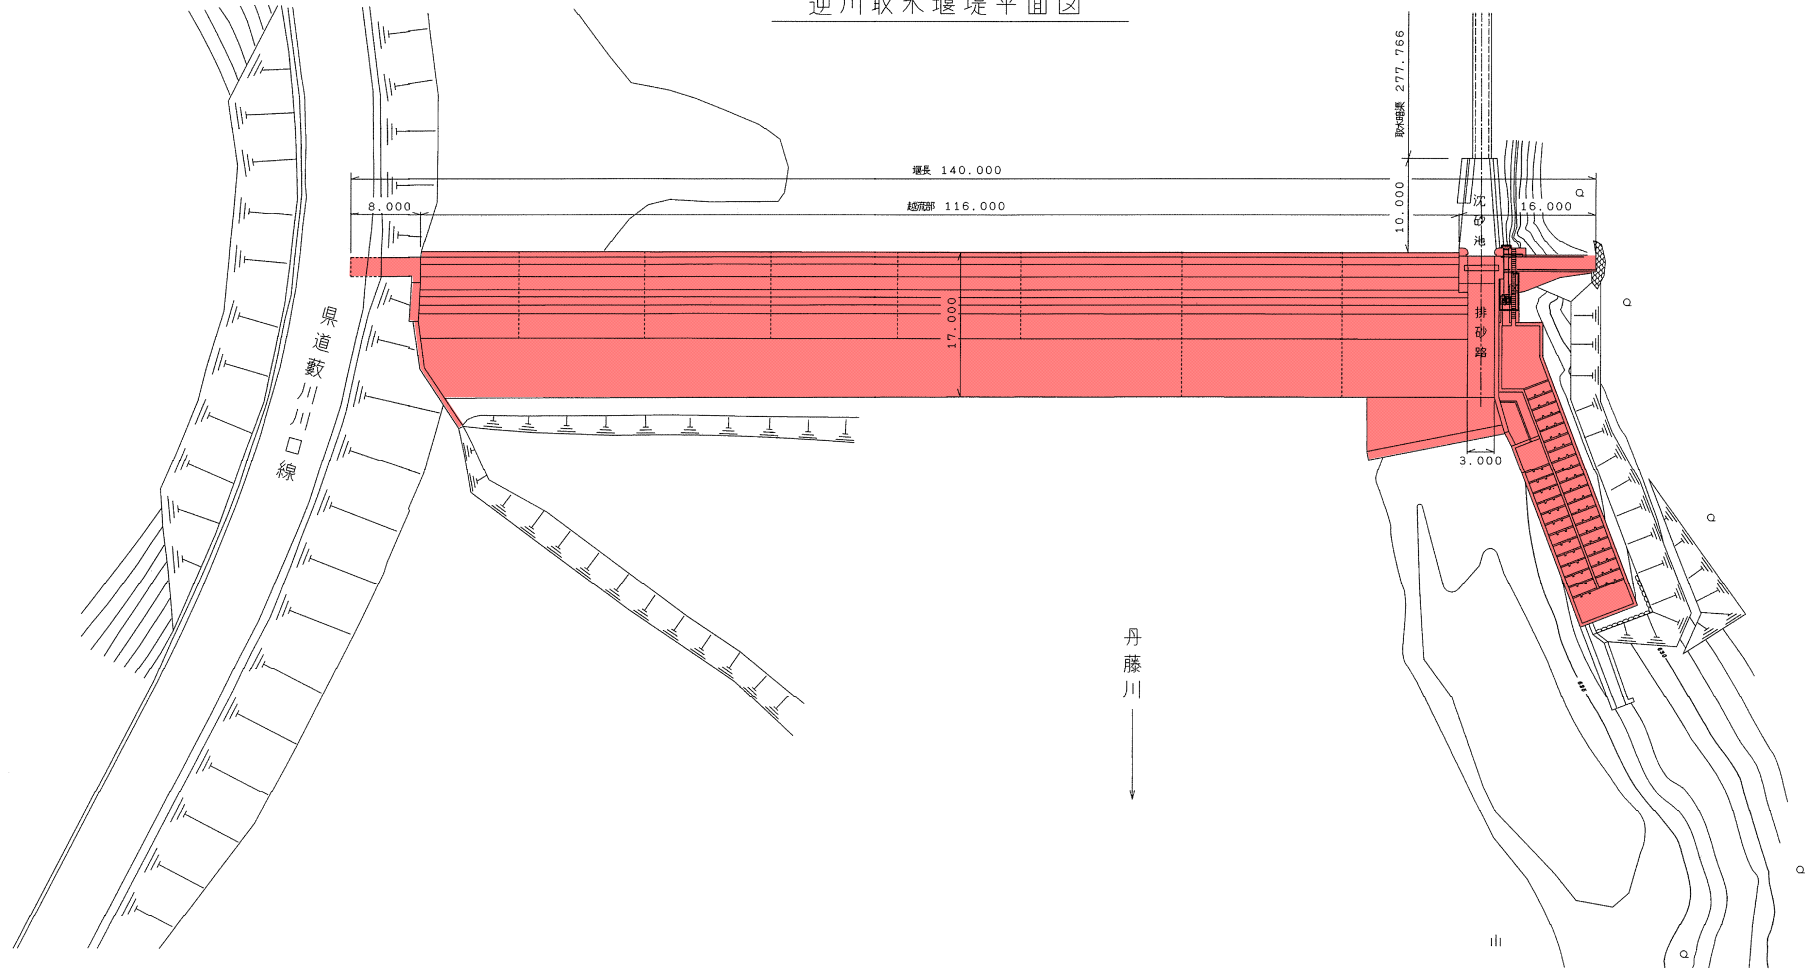 逆川取水堰堤平面図
取水暗渠 277.766
堰長 140.000
8.000
越流部 116.000
10.000
16.000
沈砂池
17.000
排砂路
県道藪川川口線
3.000
丹藤川